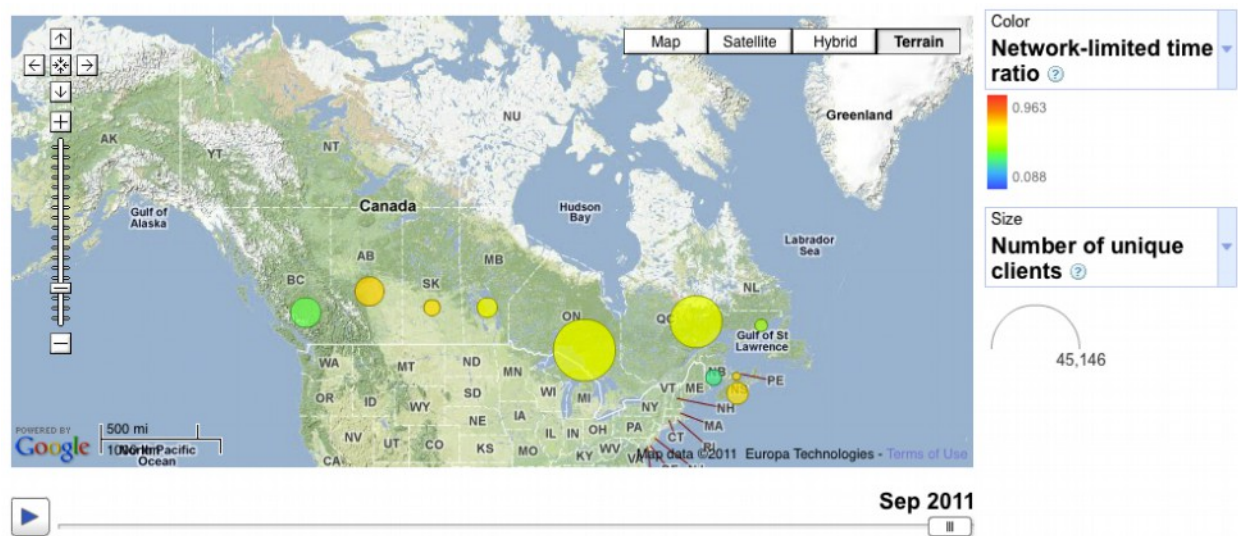 Map
Satellite
Hybrid
Terrain
Greenland
NU
AK
YT
NT
Canada
Gulf of
Alaska
Hudson
Bay
Labrador
Sea
AB
MB
BC
SK
NL
ON
QC
Gulf of St
Lawrence
WA
MT
ND
MN
NB
PE
NS
OR
ID
WY
SD
WI
MI
VT
ME
NY
NH
NE
IA
MA
NV
UT
CO
KS
MO
IL
IN
OH
PA
CT
RI
KY
WV
VA
CA
500 mi
North Pacific
Ocean
POWERED BY
Google
Map data ©2011 Europa Technologies - Terms of Use
Sep 2011
Color
Network-limited time
ratio ?
0.963
0.088
Size
Number of unique
clients ?
45,146